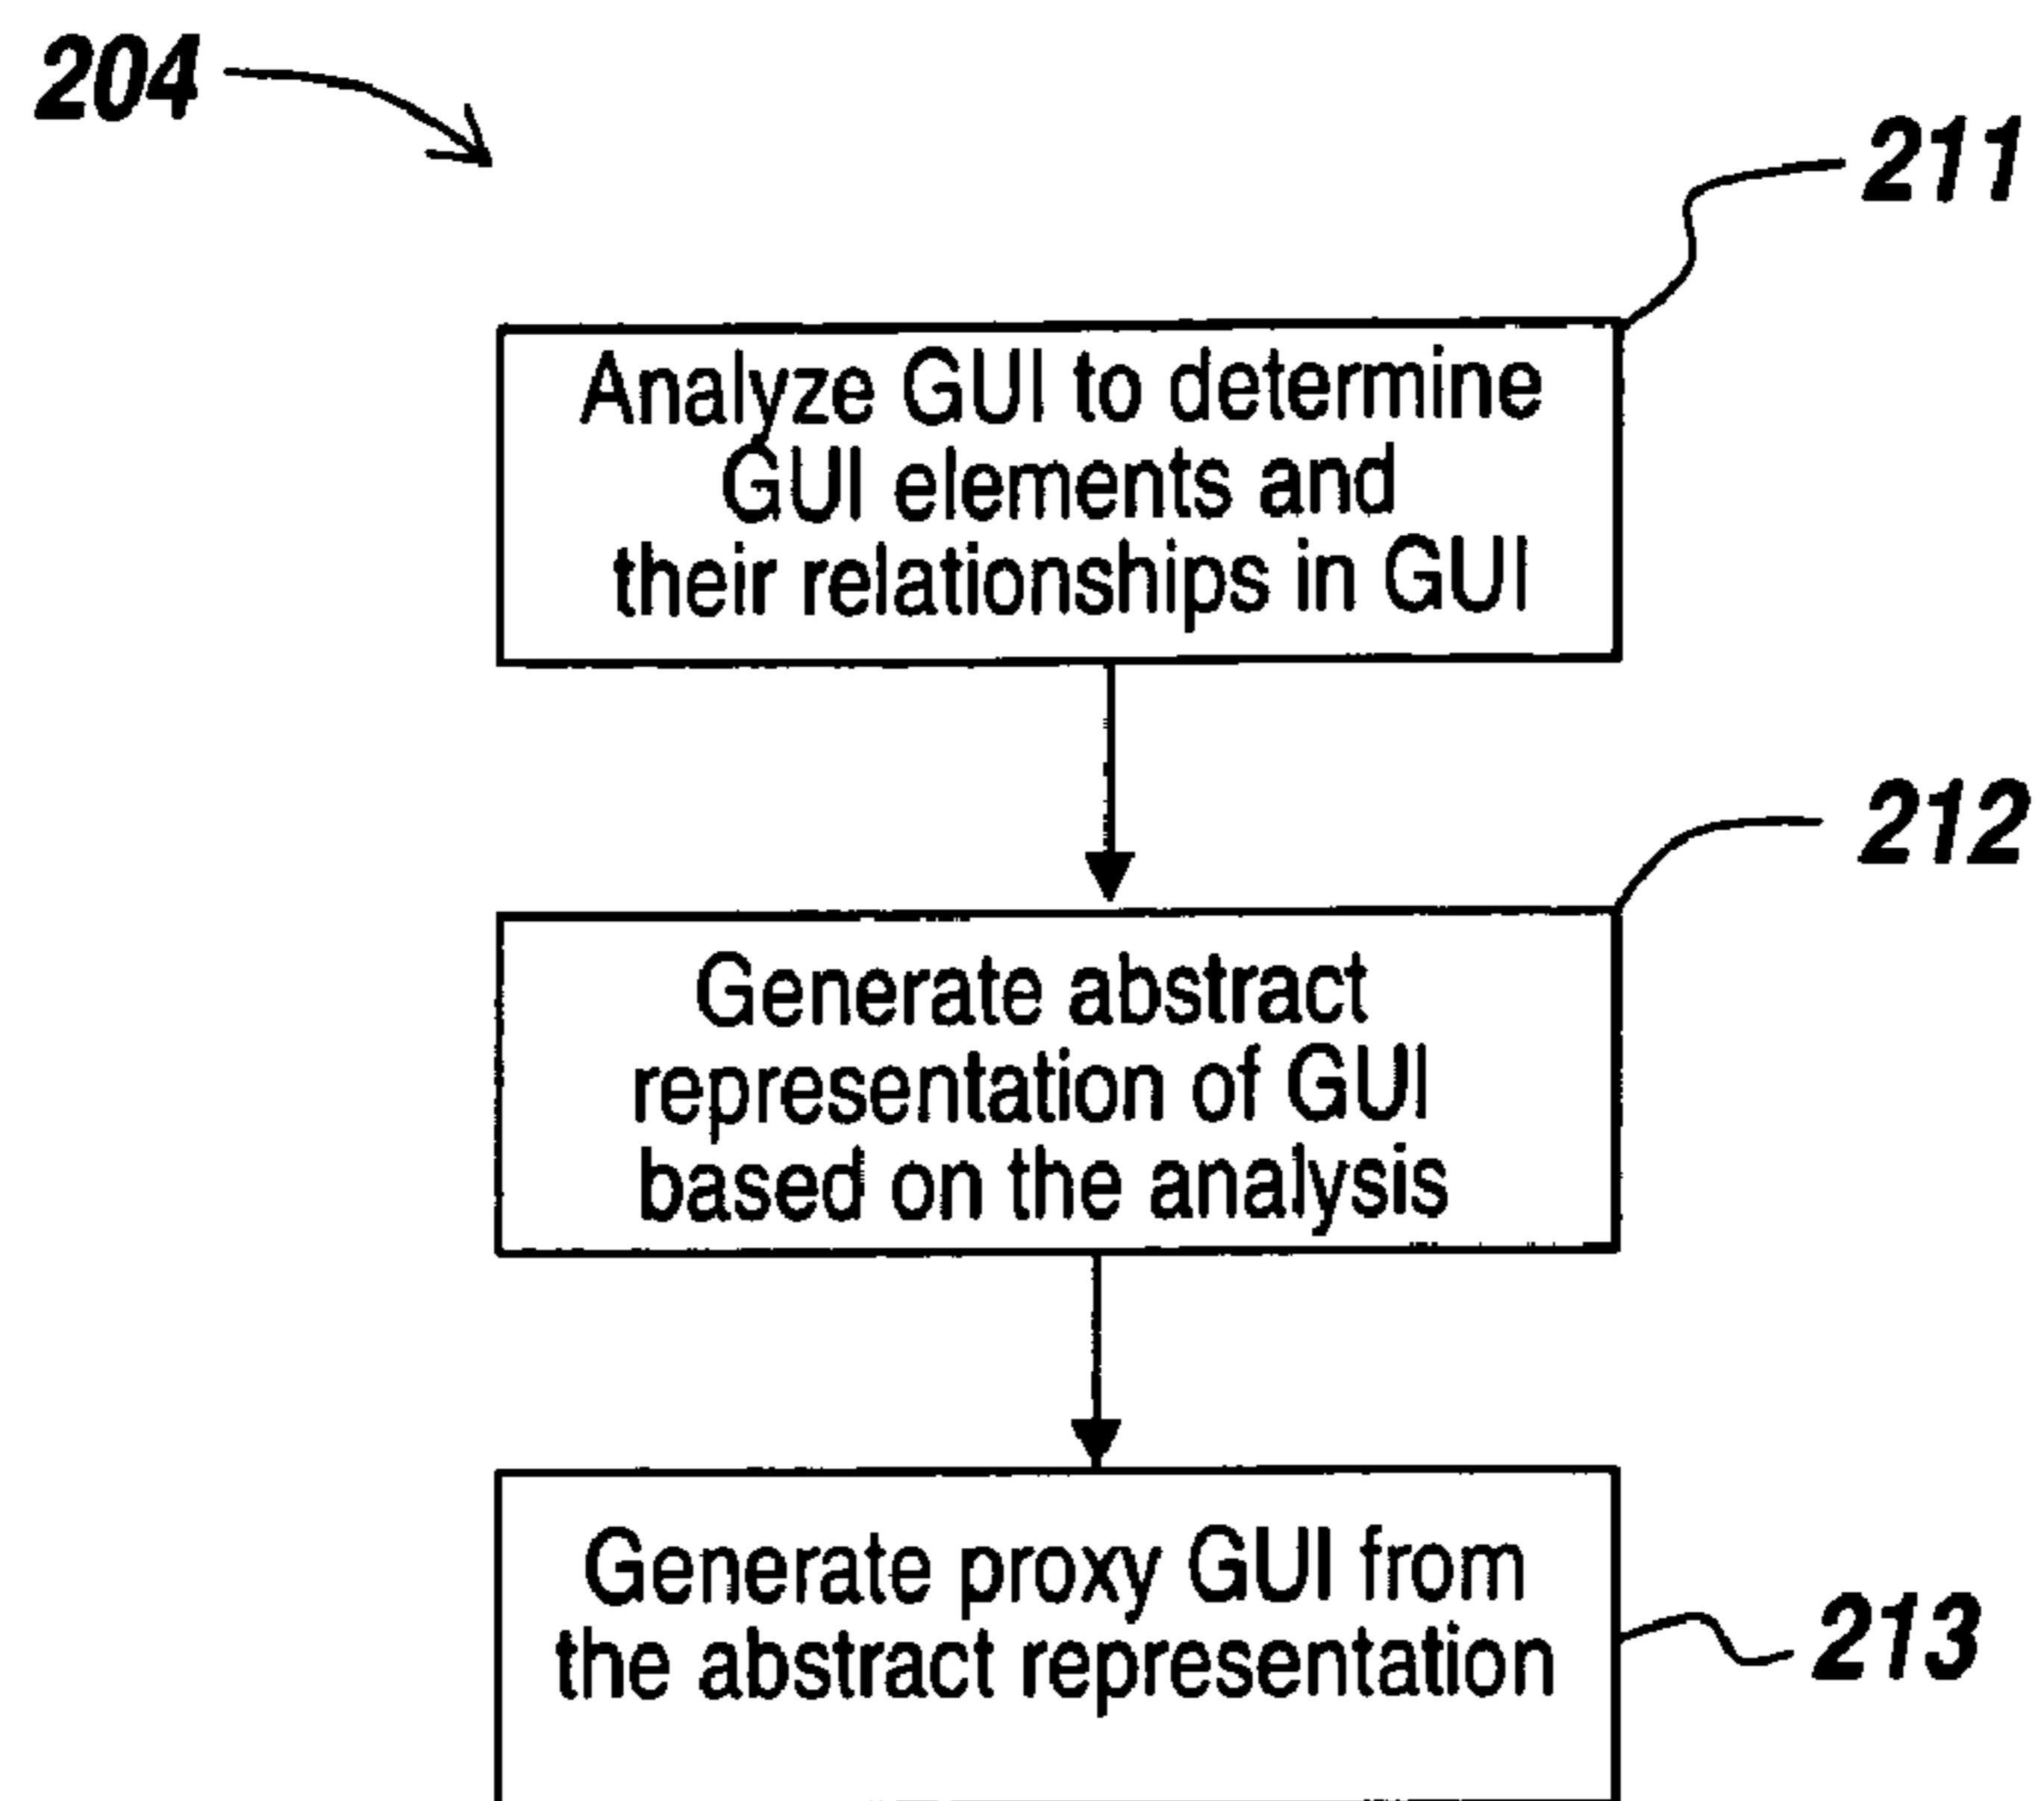 204
211
Analyze GUI to determine
GUI elements and
their relationships in GUI
212
Generate abstract
representation of GUI
based on the analysis
Generate proxy GUI from
the abstract representation
213